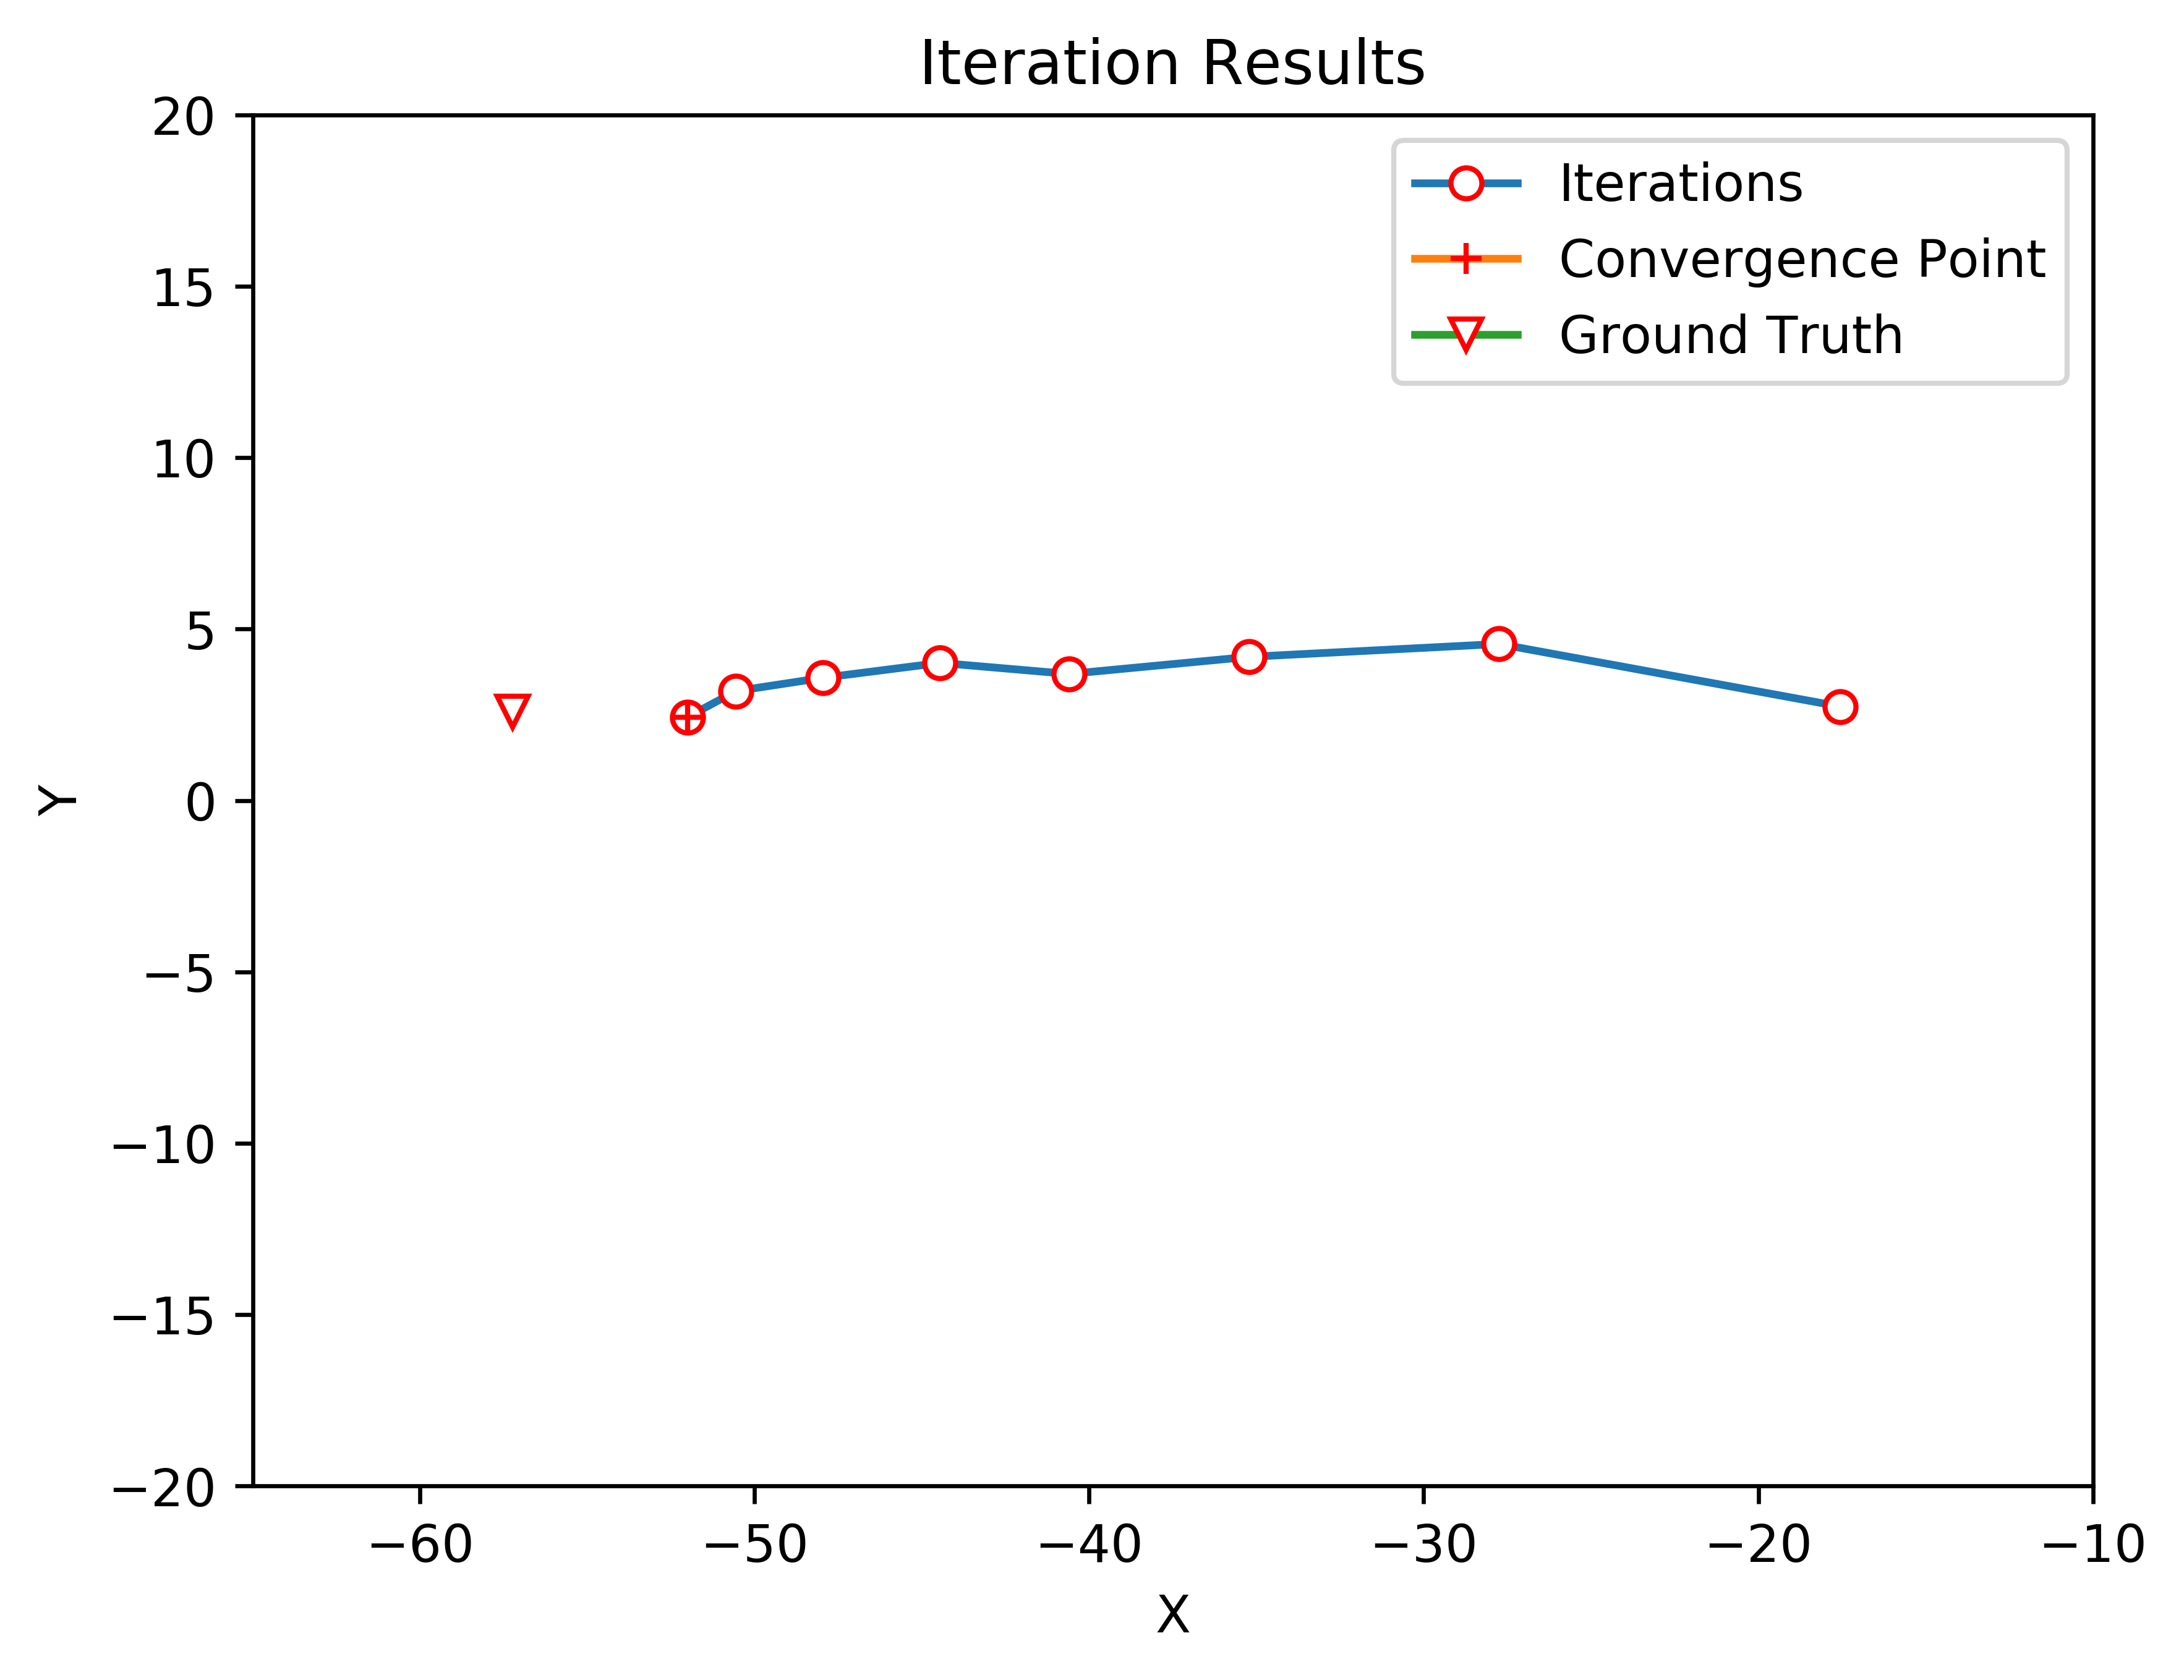 Iteration Results
Iterations
Convergence Point
Ground Truth
20
15
10
5
0
−5
−10
−15
−20
Y
−60 −50 −40 −30 −20 −10
X